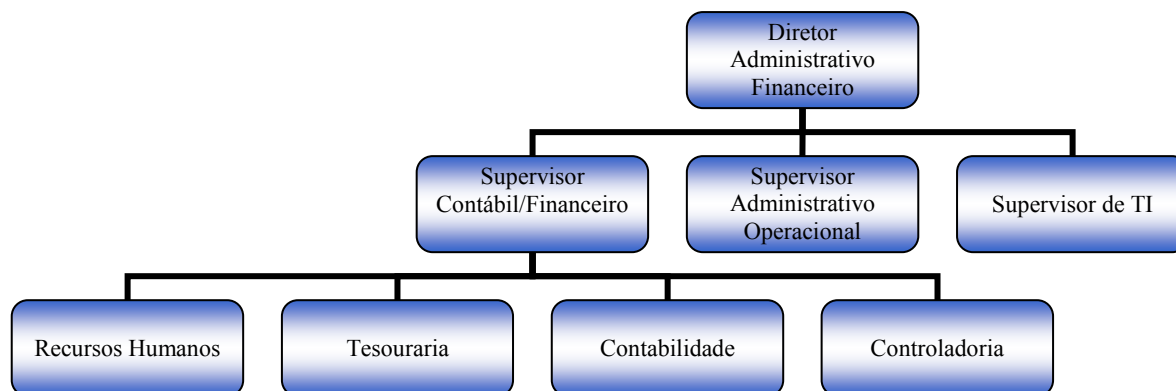 Diretor
Administrativo
Financeiro
Supervisor
Contábil/Financeiro
Supervisor
Administrativo
Operacional
Supervisor de TI
Recursos Humanos
Tesouraria
Contabilidade
Controladoria